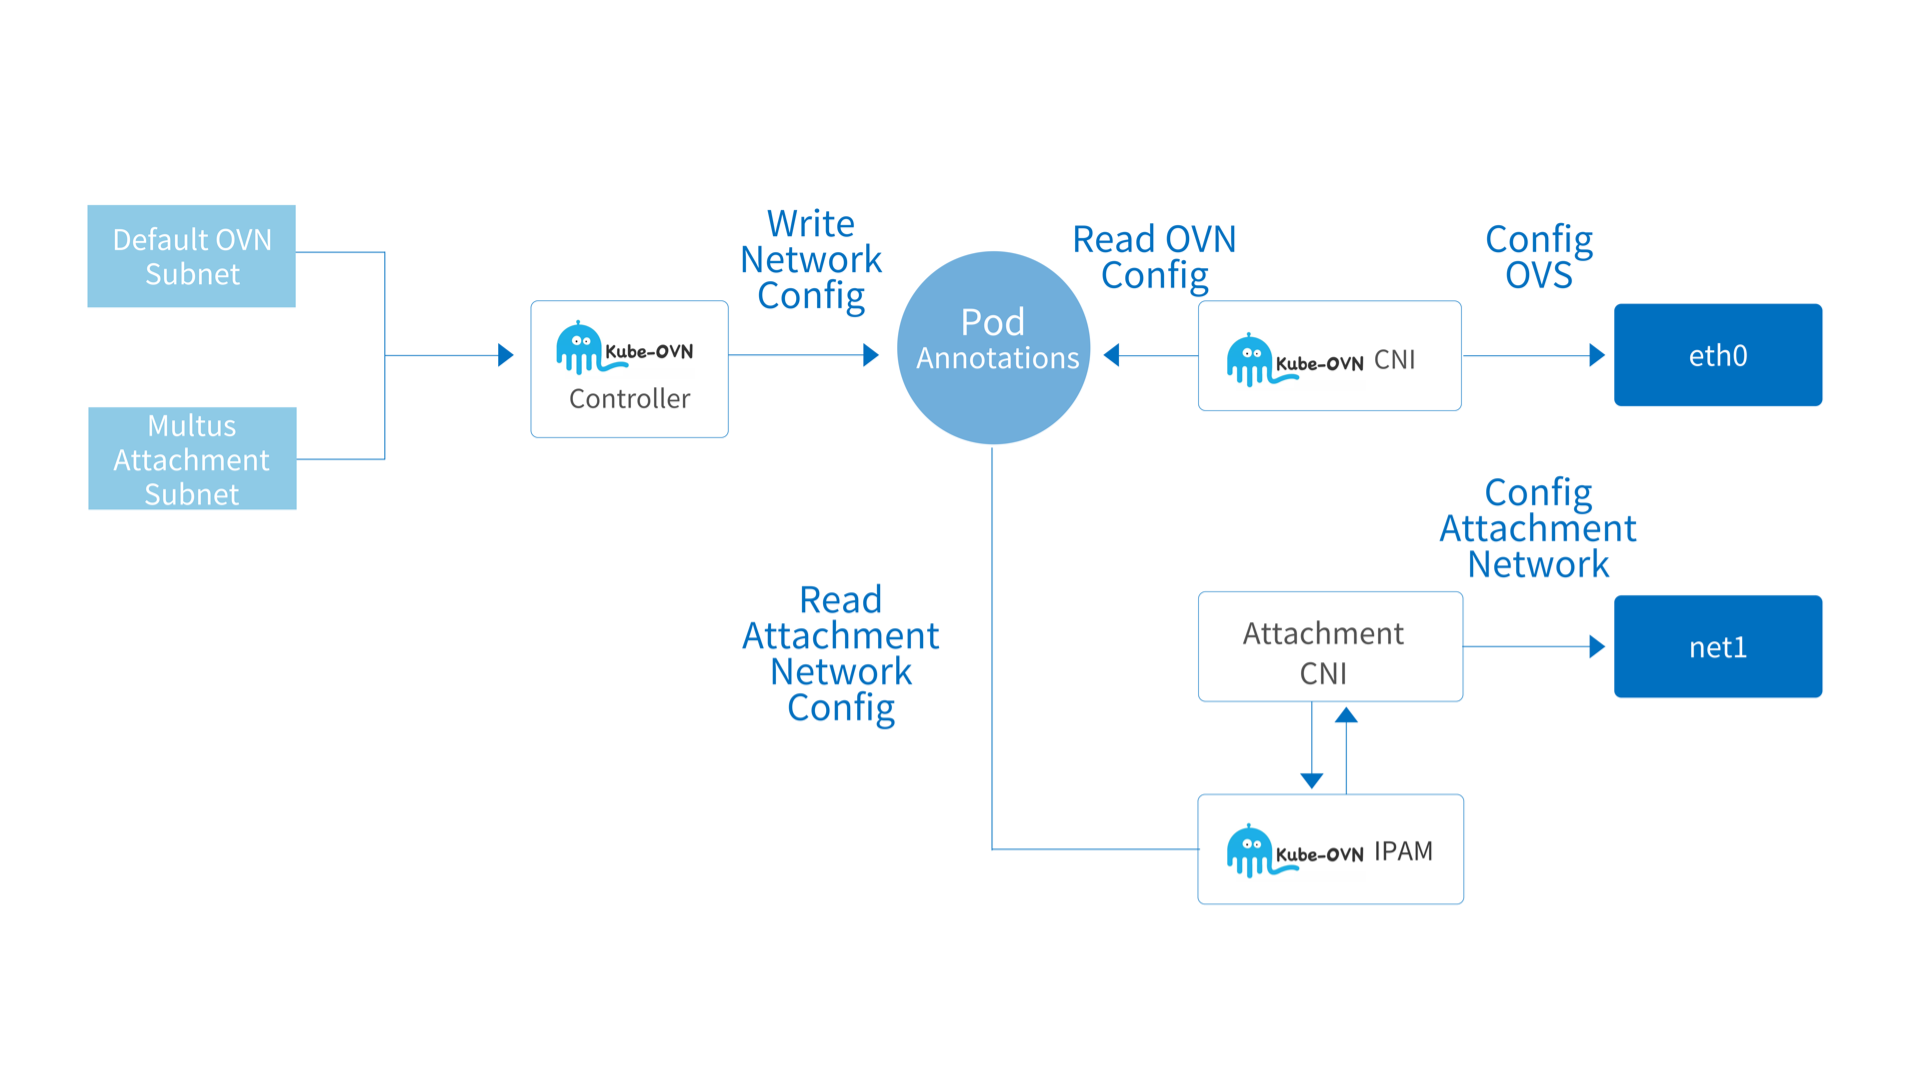 Default OVN
Subnet
Multus
Attachment
Subnet
Kube-OVN
Controller
Write
Network
Config
Pod
Annotations
Read OVN
Config
Kube-OVN CNI
Config
OVS
eth0
Read
Attachment
Network
Config
Config
Attachment
Network
Attachment
CNI
net1
Kube-OVN IPAM